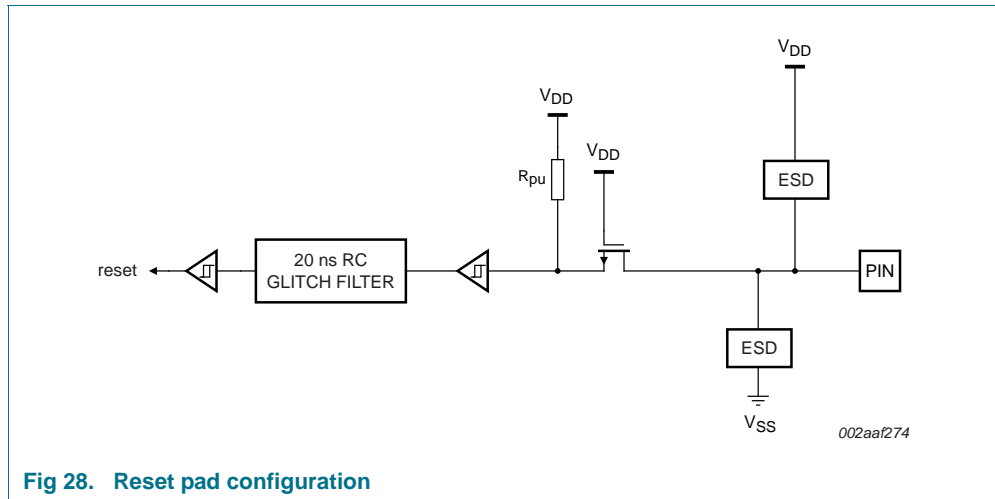 VDD
VDD
VDD
Rpu
ESD
reset
20 ns RC
GLITCH FILTER
PIN
ESD
VSS
002aaf274
Fig 28. Reset pad configuration